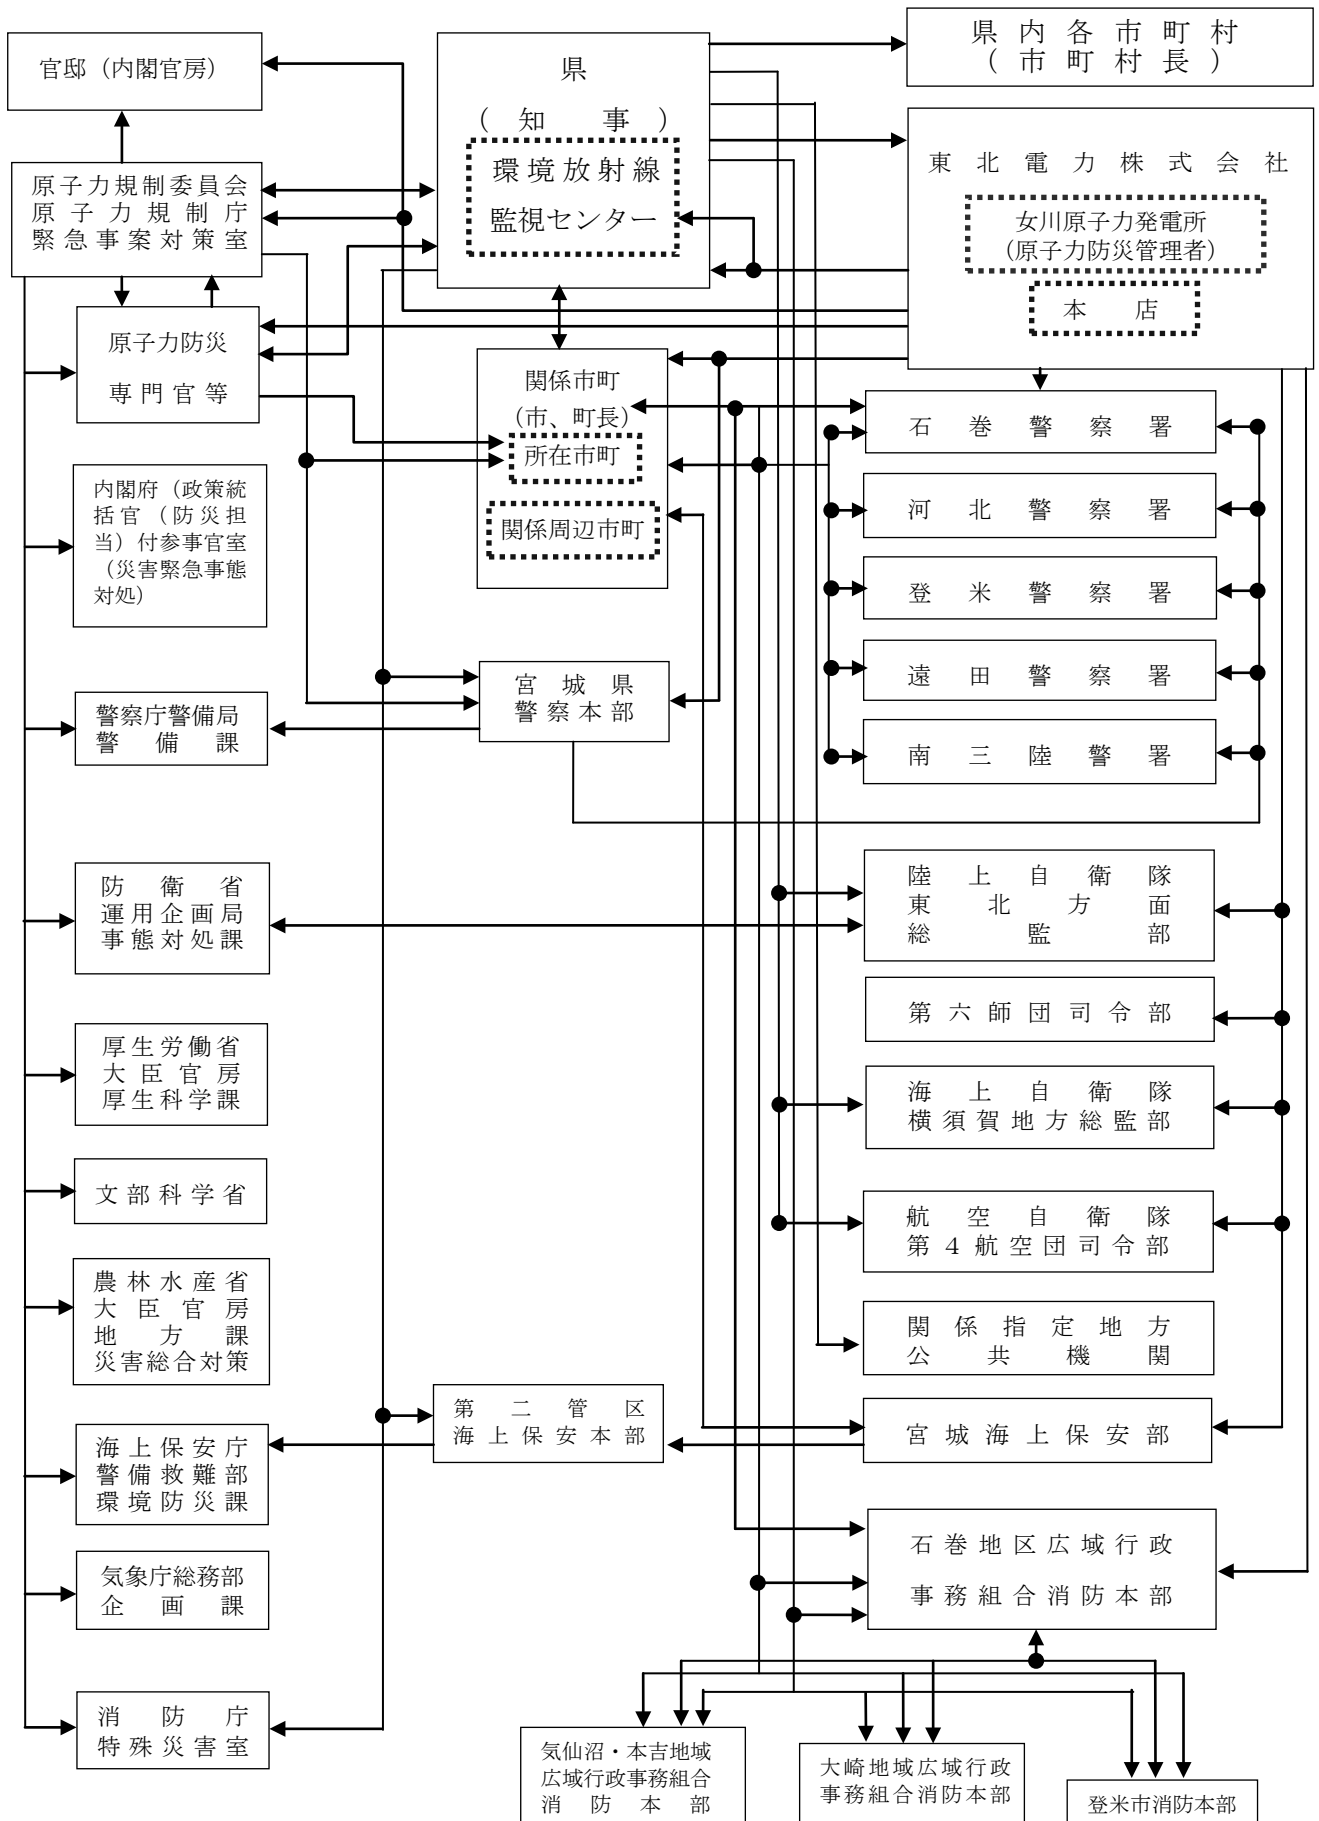 県内各市町村
（市町村長）
官邸（内閣官房）
県
（知事）
環境放射線
監視センター
東北電力株式会社
女川原子力発電所
（原子力防災管理者）
本店
原子力規制委員会
原子力規制庁
緊急事案対策室
原子力防災
専門官等
関係市町
（市、町長）
所在市町
関係周辺市町
石巻警察署
河北警察署
登米警察署
遠田警察署
南三陸警署
内閣府（政策統
括官（防災担
当）付参事官室
（災害緊急事態
対処）
宮城県
警察本部
警察庁警備局
警備課
防衛省
運用企画局
事態対処課
陸上自衛隊
東北方面
総監部
第六師団司令部
厚生労働省
大臣官房
厚生科学課
海上自衛隊
横須賀地方総監部
文部科学省
航空自衛隊
第４航空団司令部
農林水産省
大臣官房
地方課
災害総合対策
関係指定地方
公共機関
第二管区
海上保安本部
宮城海上保安部
海上保安庁
警備救難部
環境防災課
石巻地区広域行政
事務組合消防本部
気象庁総務部
企画課
消防庁
特殊災害室
気仙沼・本吉地域
広域行政事務組合
消防本部
大崎地域広域行政
事務組合消防本部
登米市消防本部